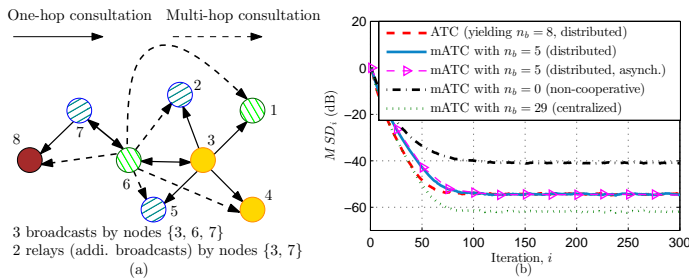 One-hop consultation
Multi-hop consultation
2
1
8
7
3
6
4
5
3 broadcasts by nodes {3, 6, 7}
2 relays (addi. broadcasts) by nodes {3, 7}
(a)
20
0
−20
−40
−60
MSD_i (dB)
ATC (yielding n_b = 8, distributed)
mATC with n_b = 5 (distributed)
mATC with n_b = 5 (distributed, asynch.)
mATC with n_b = 0 (non-cooperative)
mATC with n_b = 29 (centralized)
0 50 100 150 200 250 300
Iteration, i
(b)